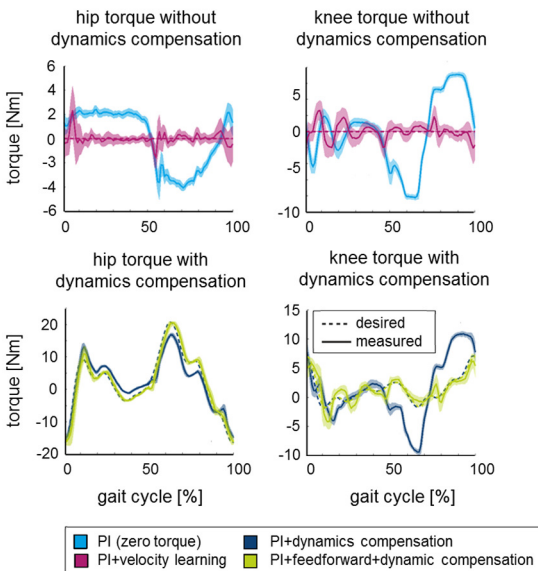 hip torque without
dynamics compensation
knee torque without
dynamics compensation
torque [Nm]
6
4
2
0
-2
-4
-6
0
50
100
5
0
-5
-10
0
50
100
hip torque with
dynamics compensation
knee torque with
dynamics compensation
torque [Nm]
20
10
0
-10
-20
0
50
100
gait cycle [%]
15
10
5
0
-5
-10
0
50
100
gait cycle [%]
desired
measured
PI (zero torque)
PI+dynamics compensation
PI+velocity learning
PI+feedforward+dynamic compensation